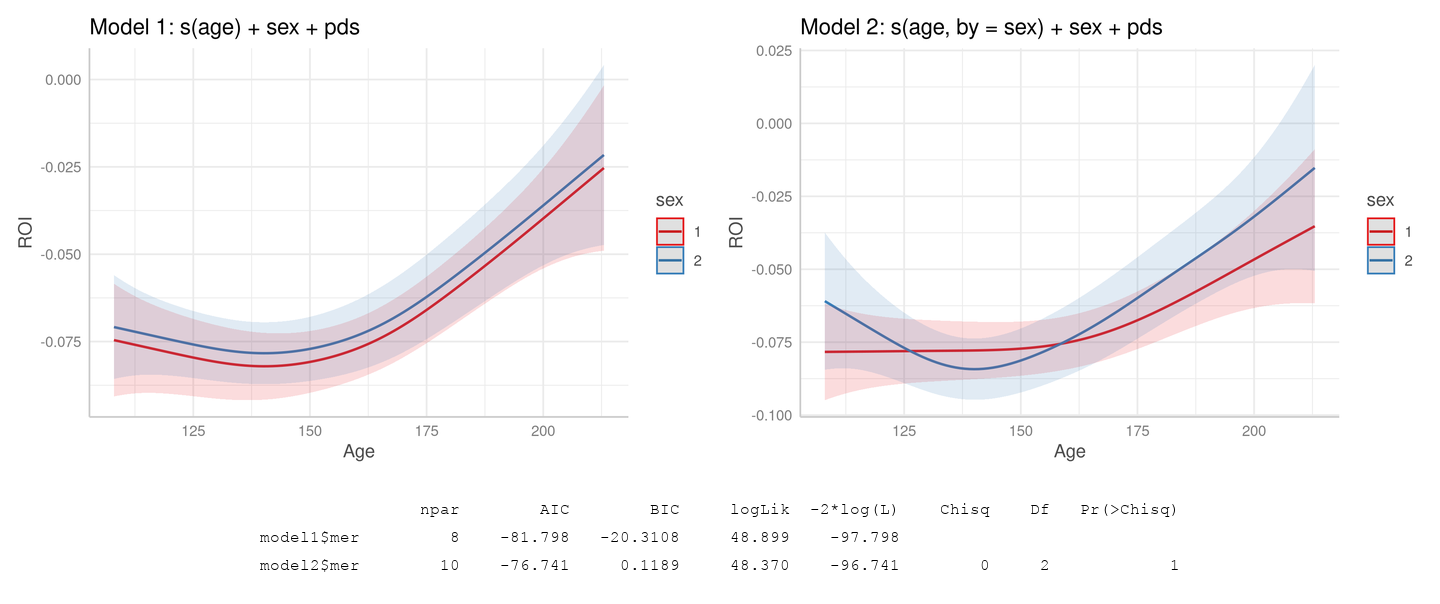 Model 1: s(age) + sex + pds
0.000
-0.025
-0.050
-0.075
ROI
125 150 175 200
Age
sex
1
2
Model 2: s(age, by = sex) + sex + pds
0.025
0.000
-0.025
-0.050
-0.075
-0.100
ROI
125 150 175 200
Age
sex
1
2
npar AIC BIC logLik -2*log(L) Chisq Df Pr(>Chisq)
model1$mer 8 -81.798 -20.3108 48.899 -97.798
model2$mer 10 -76.741 0.1189 48.370 -96.741 0 2 1